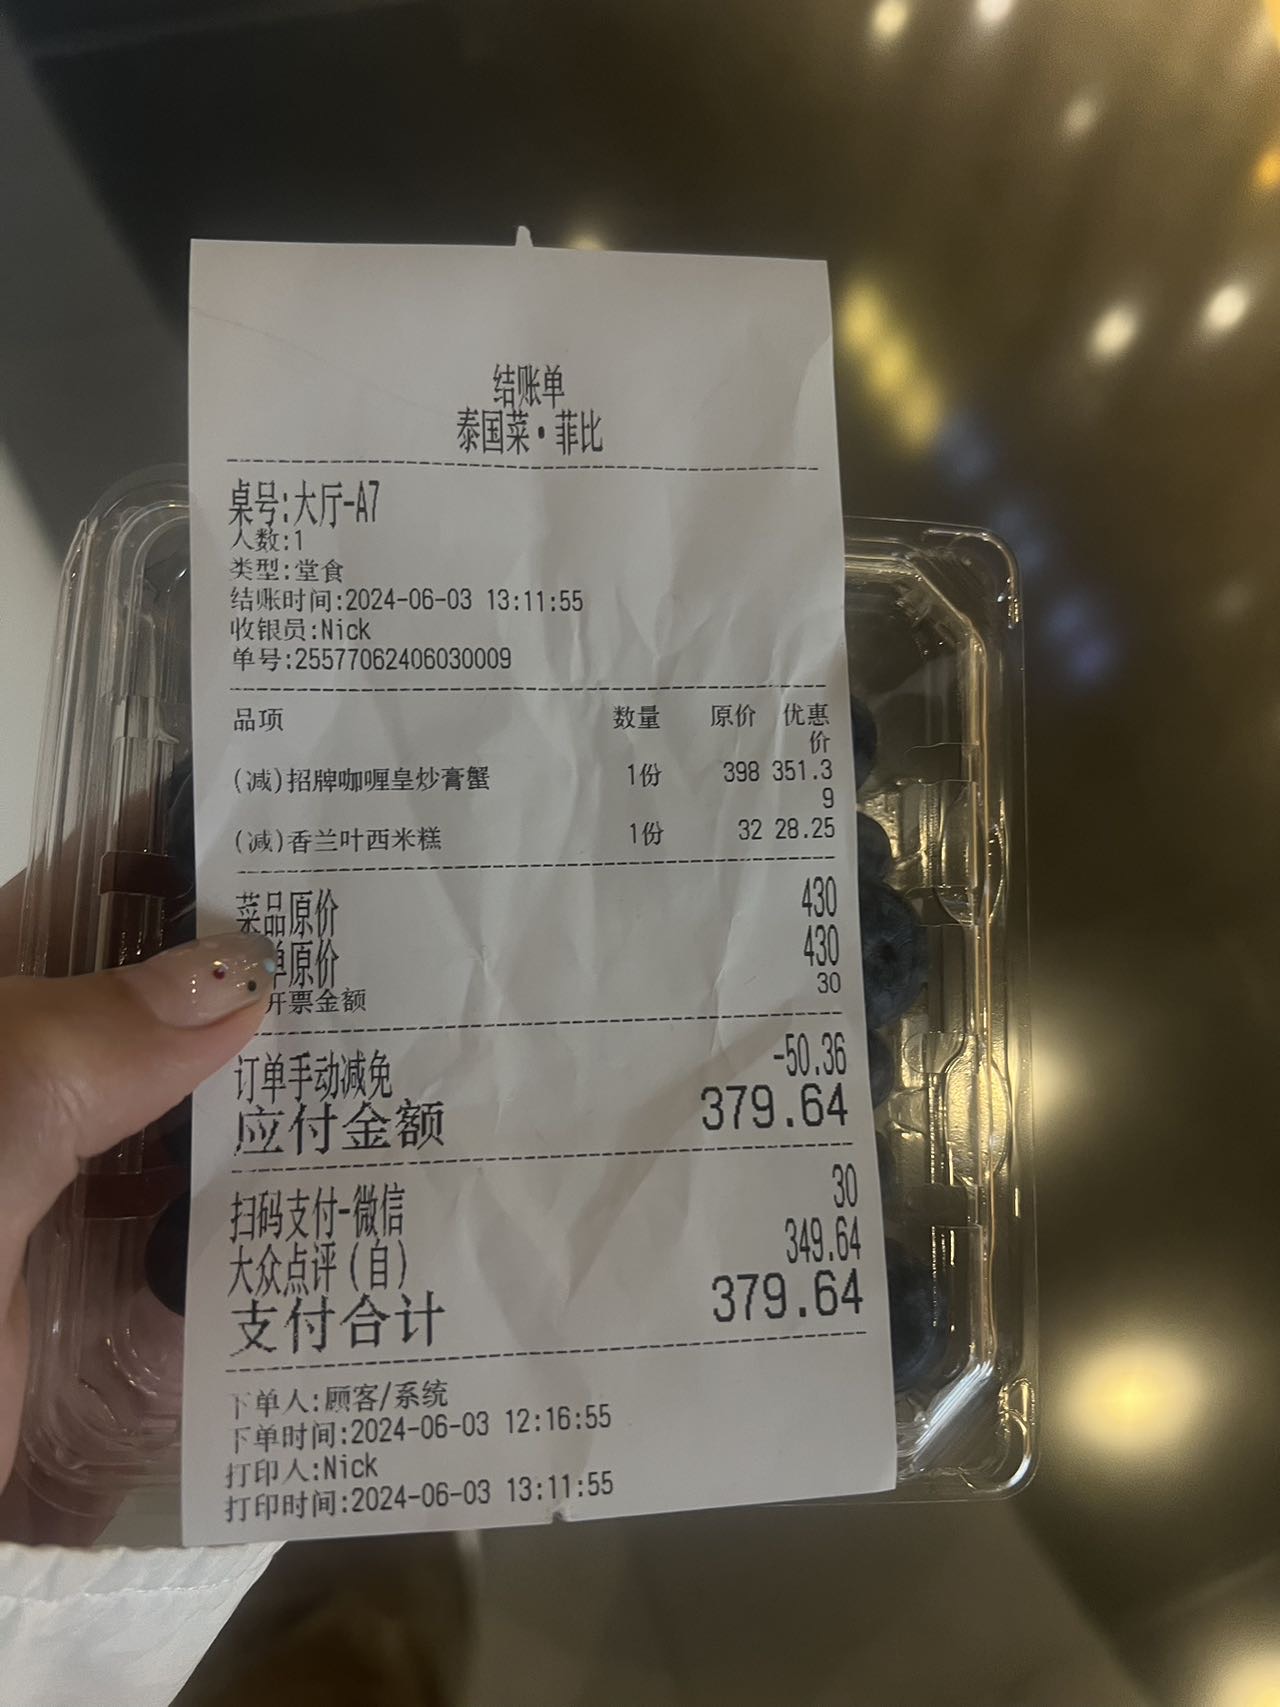 结账单
泰国菜·菲比
桌号:大厅-A7
人数:1
类型:堂食
结账时间:2024-06-03 13:11:55
收银员:Nick
单号:25577062406030009
品项 数量 原价 优惠价
(减)招牌咖喱皇炒膏蟹 1份 398 351.39
(减)香兰叶西米糕 1份 32 28.25
菜品原价 430
单原价 430
开票金额 30
订单手动减免 -50.36
应付金额 379.64
扫码支付-微信 30
大众点评(自) 349.64
支付合计 379.64
下单人:顾客/系统
下单时间:2024-06-03 12:16:55
打印人:Nick
打印时间:2024-06-03 13:11:55